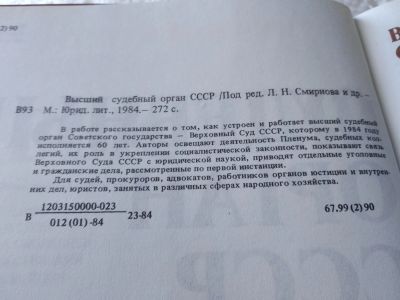 (2)90
Высший судебный орган СССР /Под ред. Л. Н. Смирнова и др.—
В93 М.: Юрид. лит., 1984.— 272 с.
В работе рассказывается о том, как устроен и работает высший судебный
орган Советского государства — Верховный Суд СССР, которому в 1984 году
исполняется 60 лет. Авторы освещают деятельность Пленума, судебных кол-
легий, их роль в укреплении социалистической законности, показывают связь
Верховного Суда СССР с юридической наукой, приводят отдельные уголовные
и гражданские дела, рассмотренные по первой инстанции.
Для судей, прокуроров, адвокатов, работников органов юстиции и внутрен-
них дел, юристов, занятых в различных сферах народного хозяйства.
В 1203150000-023 23-84 67.99(2)90
012(01)-84